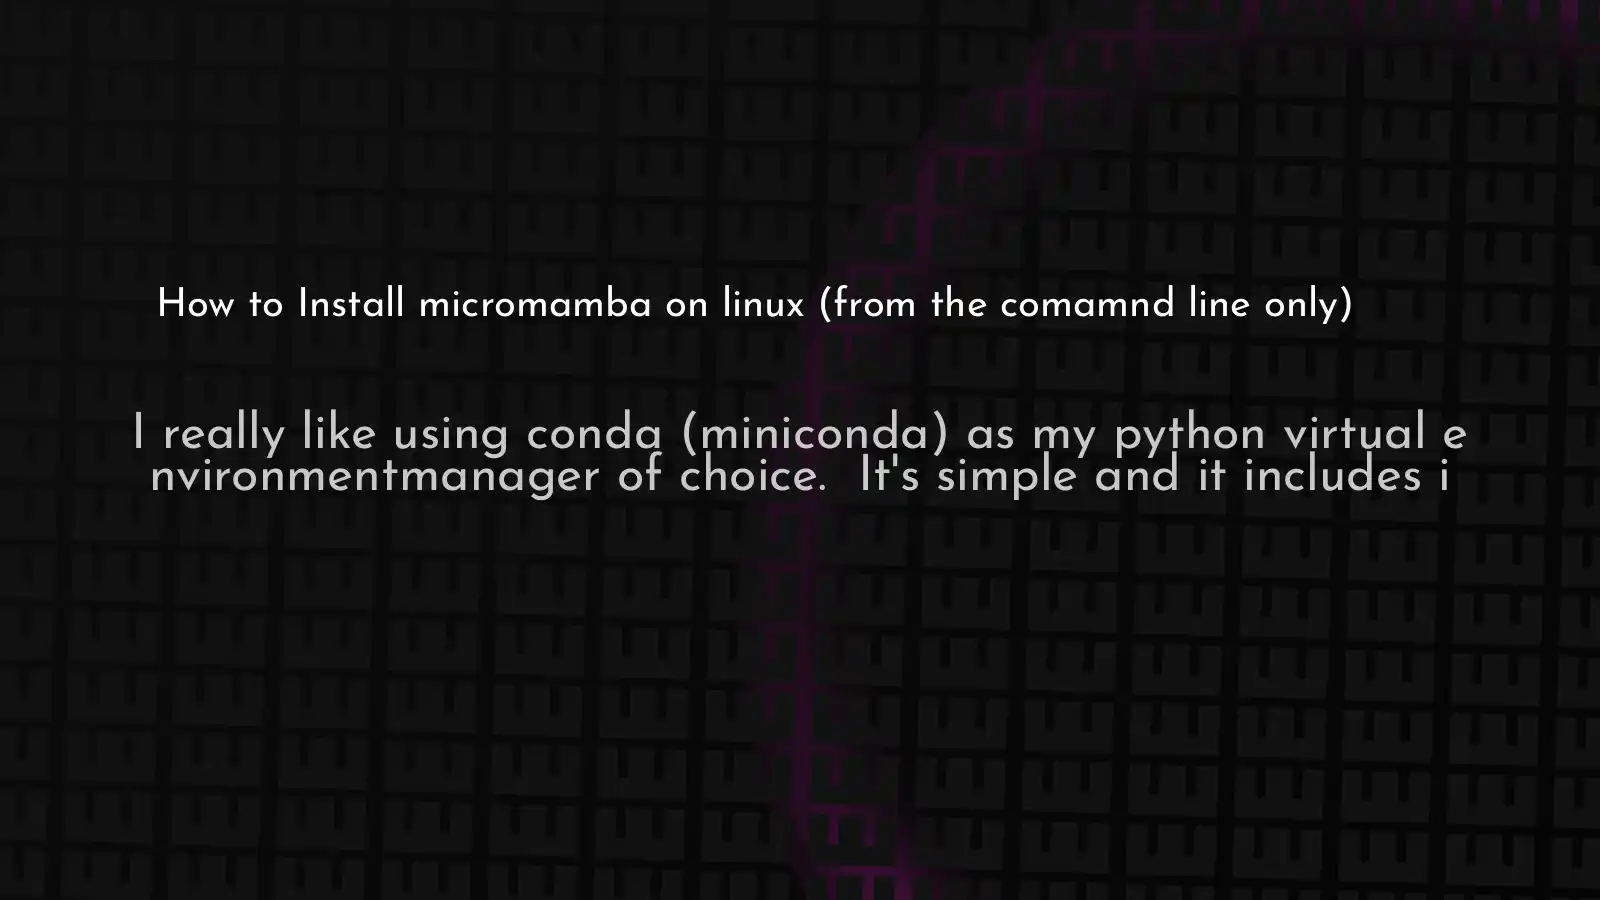 How to Install micromamba on linux (from the comamnd line only)
I really like using conda (miniconda) as my python virtual e
nvironmentmanager of choice.  It's simple and it includes i